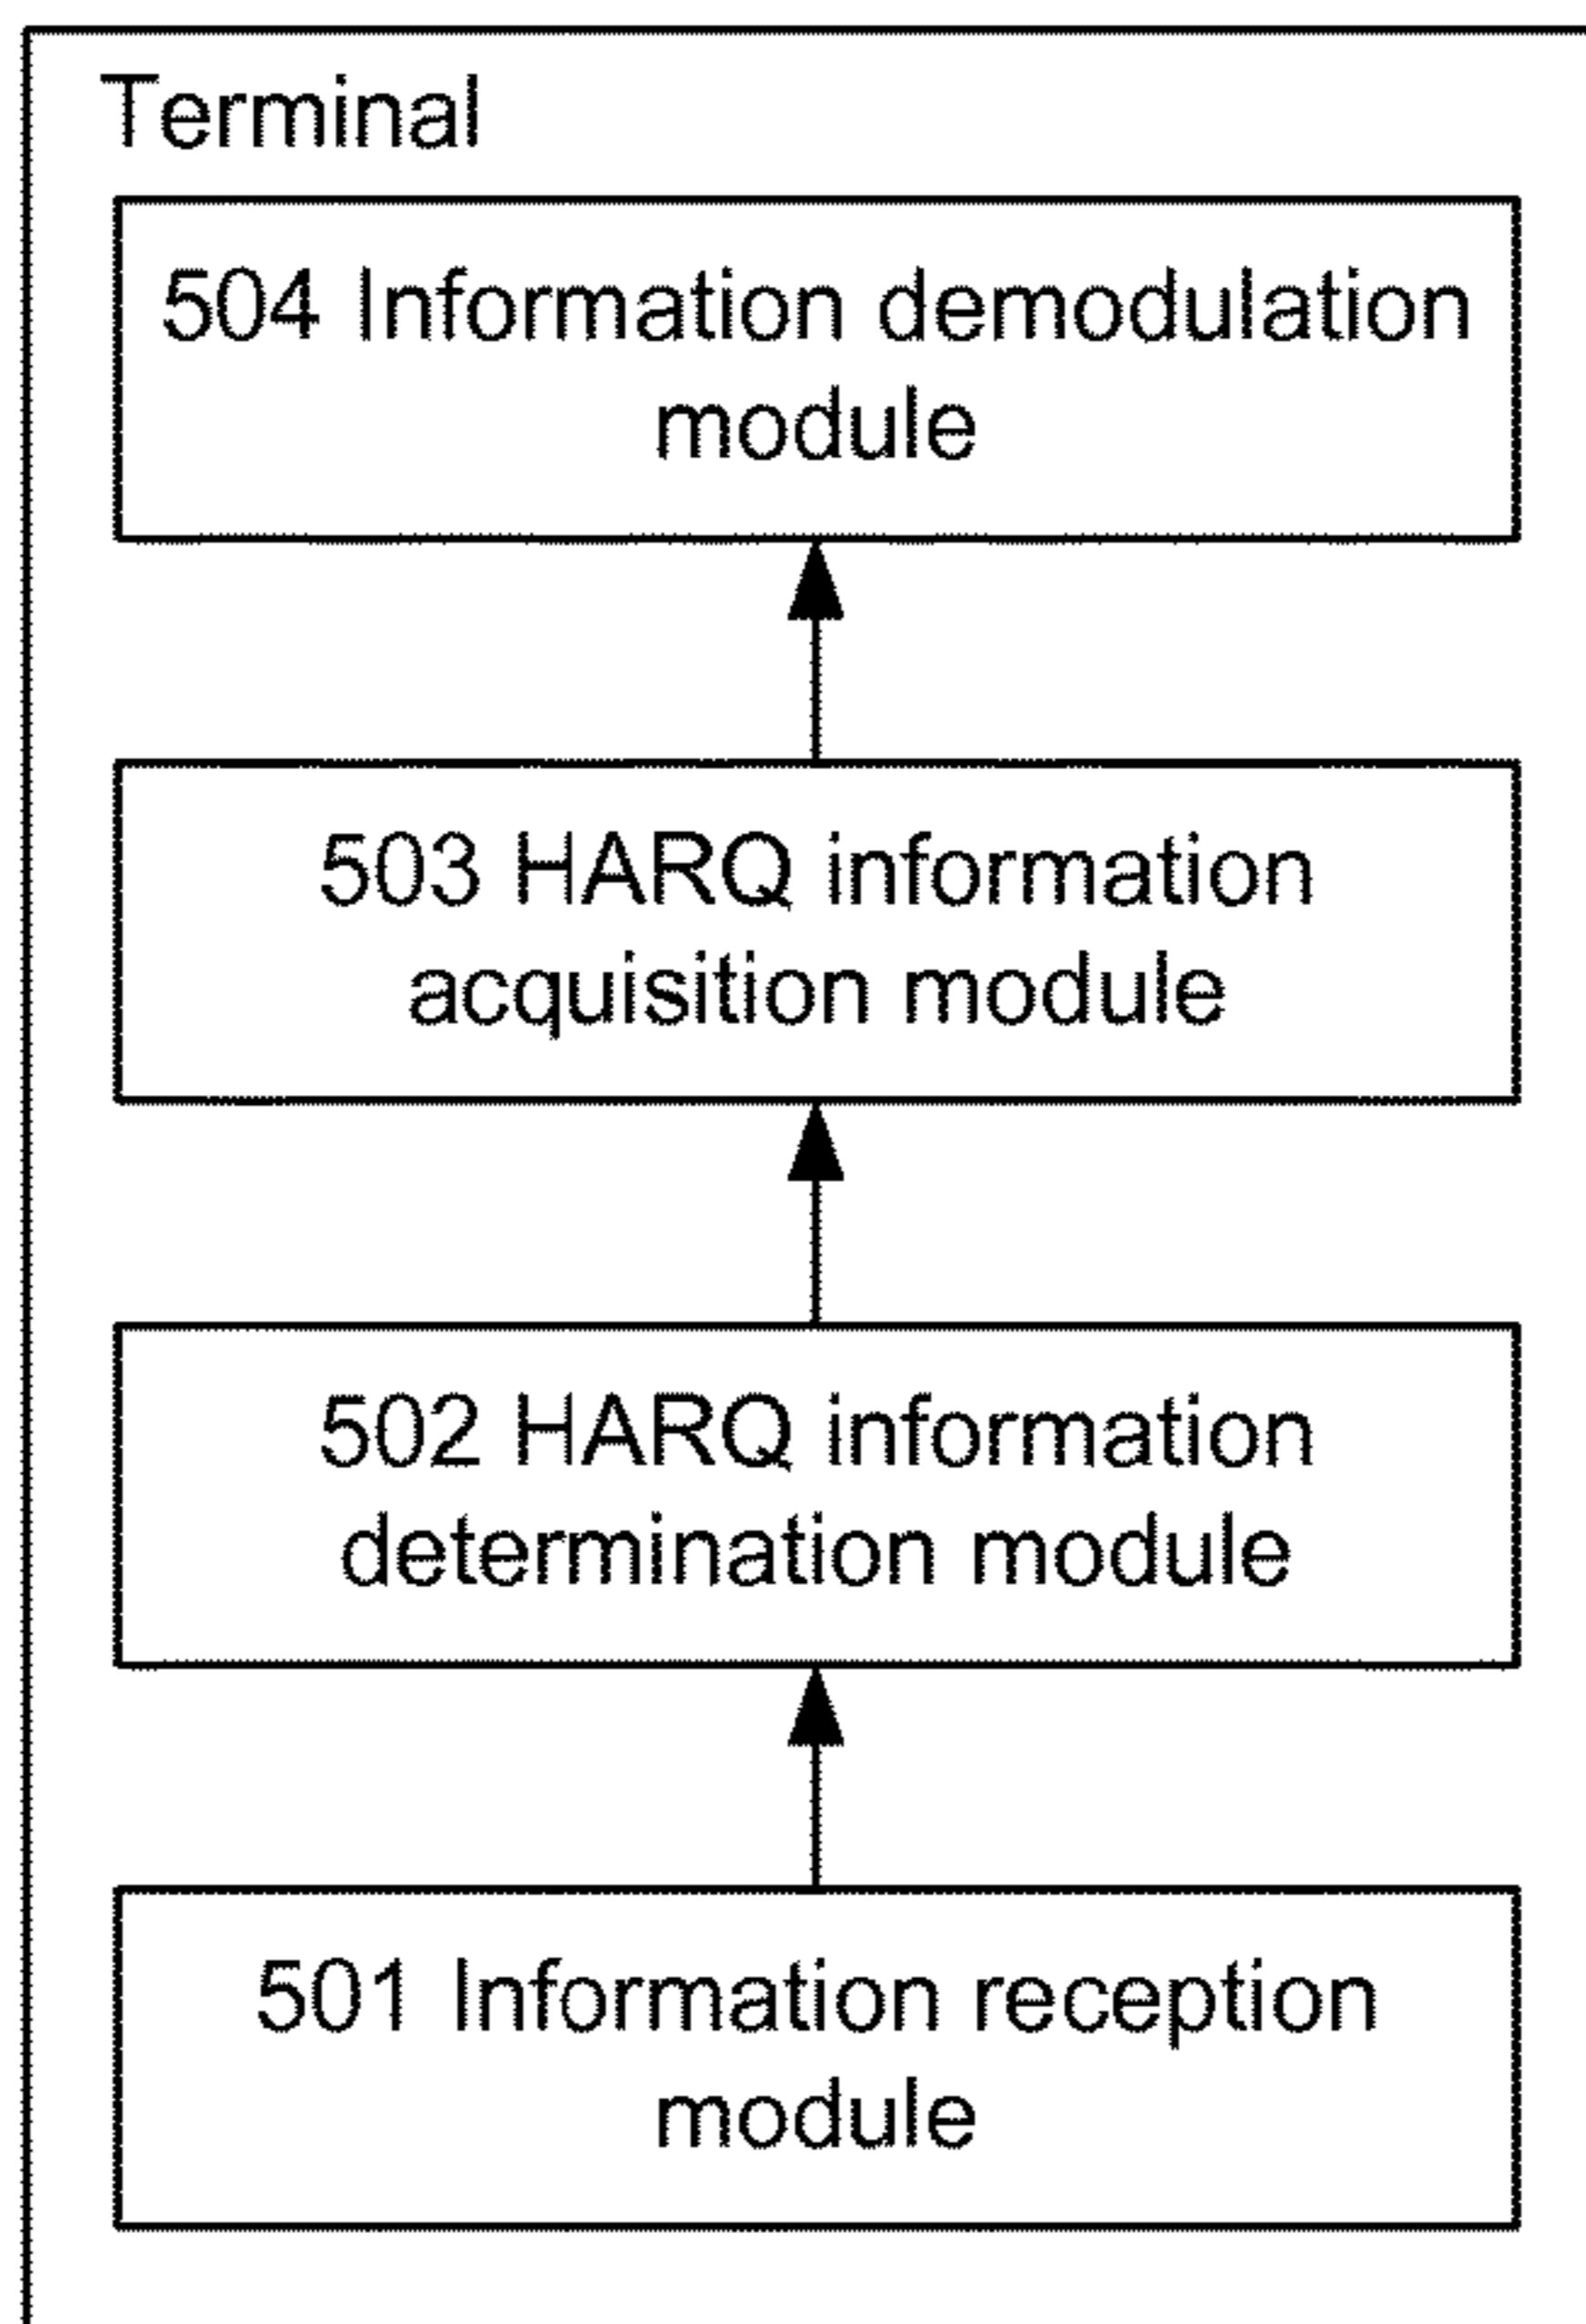 Terminal
504 Information demodulation
module
503 HARQ information
acquisition module
502 HARQ information
determination module
501 Information reception
module